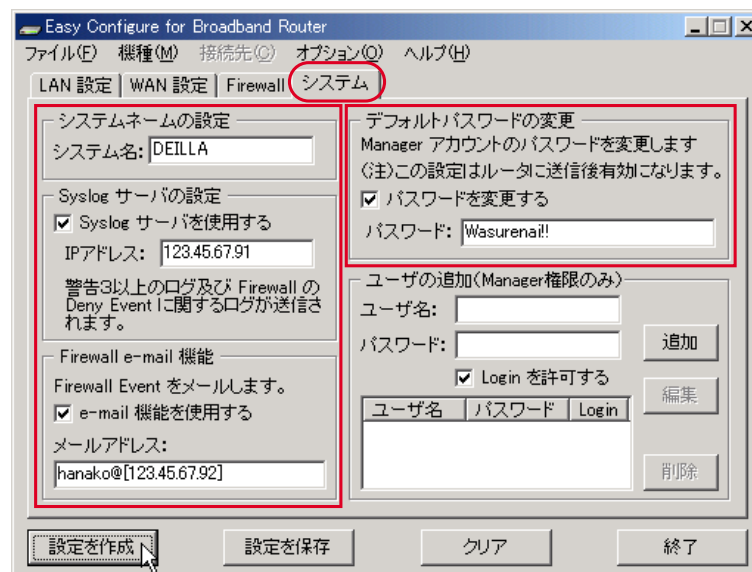 Easy Configure for Broadband Router
ファイル(F) 機種(M) 接続先(C) オプション(O) ヘルプ(H)
LAN 設定 WAN 設定 Firewall システム
システムネームの設定
システム名: DEILLA
Syslog サーバの設定
Syslog サーバを使用する
IPアドレス: 123.45.67.91
警告3以上のログ及び Firewall の
Deny Event に関するログが送信さ
れます。
Firewall e-mail 機能
Firewall Event をメールします。
e-mail 機能を使用する
メールアドレス:
hanako@[123.45.67.92]
デフォルトパスワードの変更
Manager アカウントのパスワードを変更します
(注)この設定はルータに送信後有効になります。
パスワードを変更する
パスワード: Wasurenai!!
ユーザの追加(Manager権限のみ)
ユーザ名:
パスワード:
追加
Login を許可する
編集
ユーザ名 パスワード Login
削除
設定を作成 設定を保存 クリア 終了